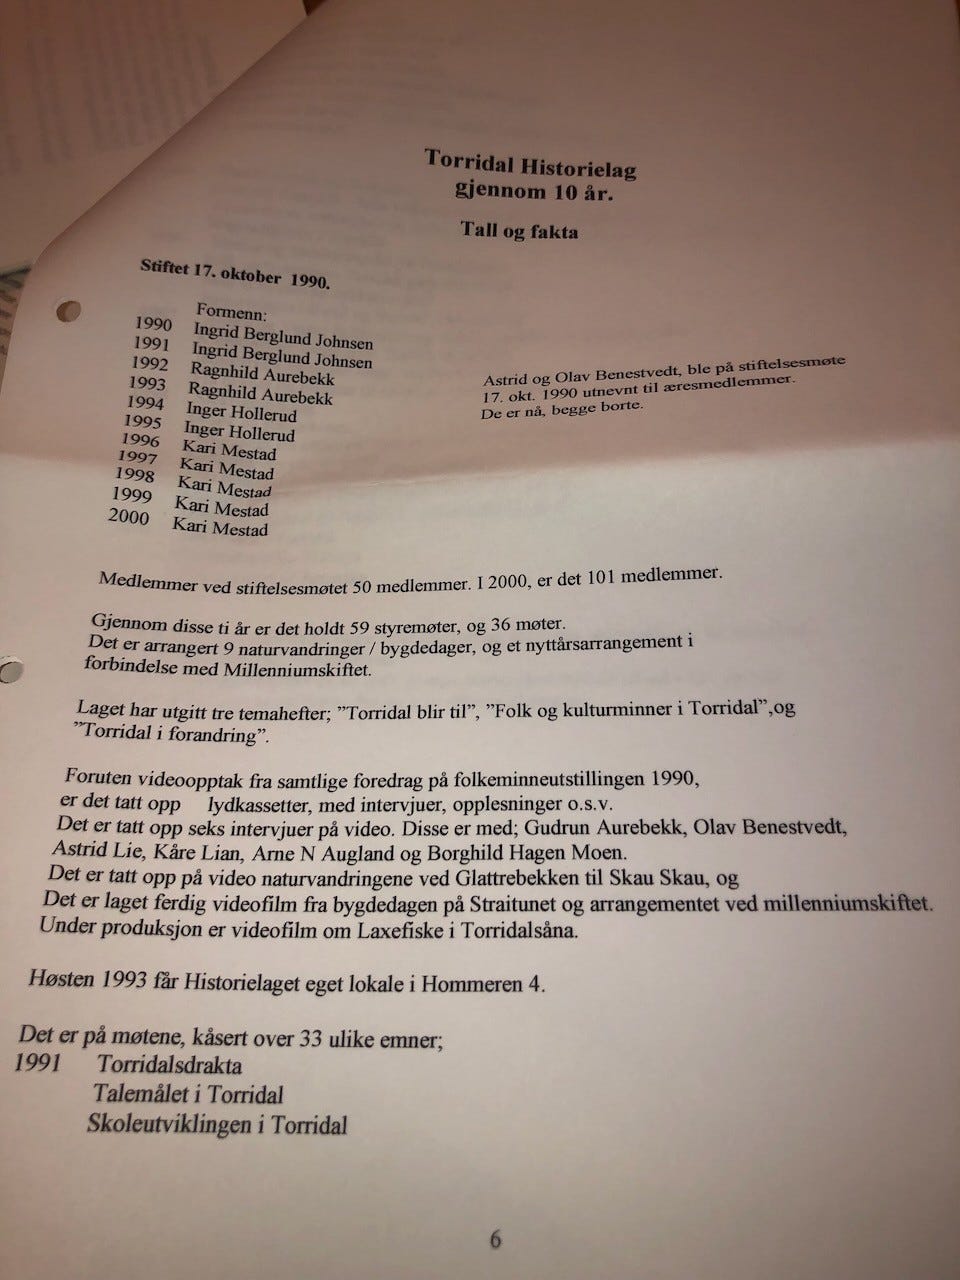 Torridal Historielag
gjennom 10 år.
Tall og fakta
Stiftet 17. oktober 1990.
Formenn:
1990 Ingrid Berglund Johnsen
1991 Ingrid Berglund Johnsen
1992 Ragnhild Aurebekk
1993 Ragnhild Aurebekk
1994 Inger Hollerud
1995 Inger Hollerud
1996 Kari Mestad
1997 Kari Mestad
1998 Kari Mestad
1999 Kari Mestad
2000 Kari Mestad
Astrid og Olav Benestvedt, ble på stiftelsesmøte
17. okt. 1990 utnevnt til æresmedlemmer.
De er nå, begge borte.
Medlemmer ved stiftelsesmøtet 50 medlemmer. I 2000, er det 101 medlemmer.
Gjennom disse ti år er det holdt 59 styremøter, og 36 møter.
Det er arrangert 9 naturvandringer / bygdedager, og et nyttårsarrangement i
forbindelse med Millenniumskiftet.
Laget har utgitt tre temahefter; ”Torridal blir til”, ”Folk og kulturminner i Torridal”,og
”Torridal i forandring”.
Foruten videoopptak fra samtlige foredrag på folkeminneutstillingen 1990,
er det tatt opp lydkassetter, med intervjuer, opplesninger o.s.v.
Det er tatt opp seks intervjuer på video. Disse er med; Gudrun Aurebekk, Olav Benestvedt,
Astrid Lie, Kåre Lian, Arne N Augland og Borghild Hagen Moen.
Det er tatt opp på video naturvandringene ved Glattrebekken til Skau Skau, og
Det er laget ferdig videofilm fra bygdedagen på Straitunet og arrangementet ved millenniumskiftet.
Under produksjon er videofilm om Laxefiske i Torridalsåna.
Høsten 1993 får Historielaget eget lokale i Hommeren 4.
Det er på møtene, kåsert over 33 ulike emner;
1991 Torridalsdrakta
Talemålet i Torridal
Skoleutviklingen i Torridal
6